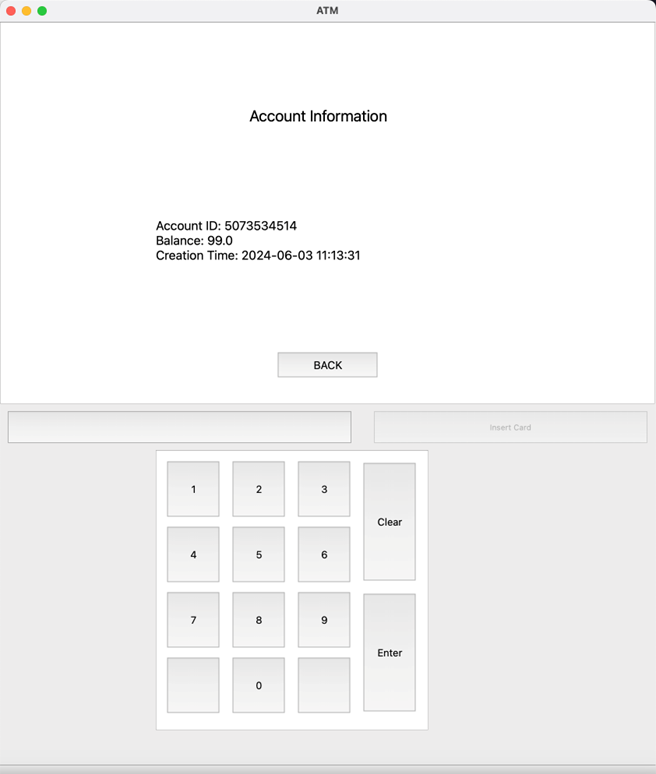 ATM
Account Information
Account ID: 5073534514
Balance: 99.0
Creation Time: 2024-06-03 11:13:31
BACK
Insert Card
1 2 3
Clear
4 5 6
7 8 9
Enter
0